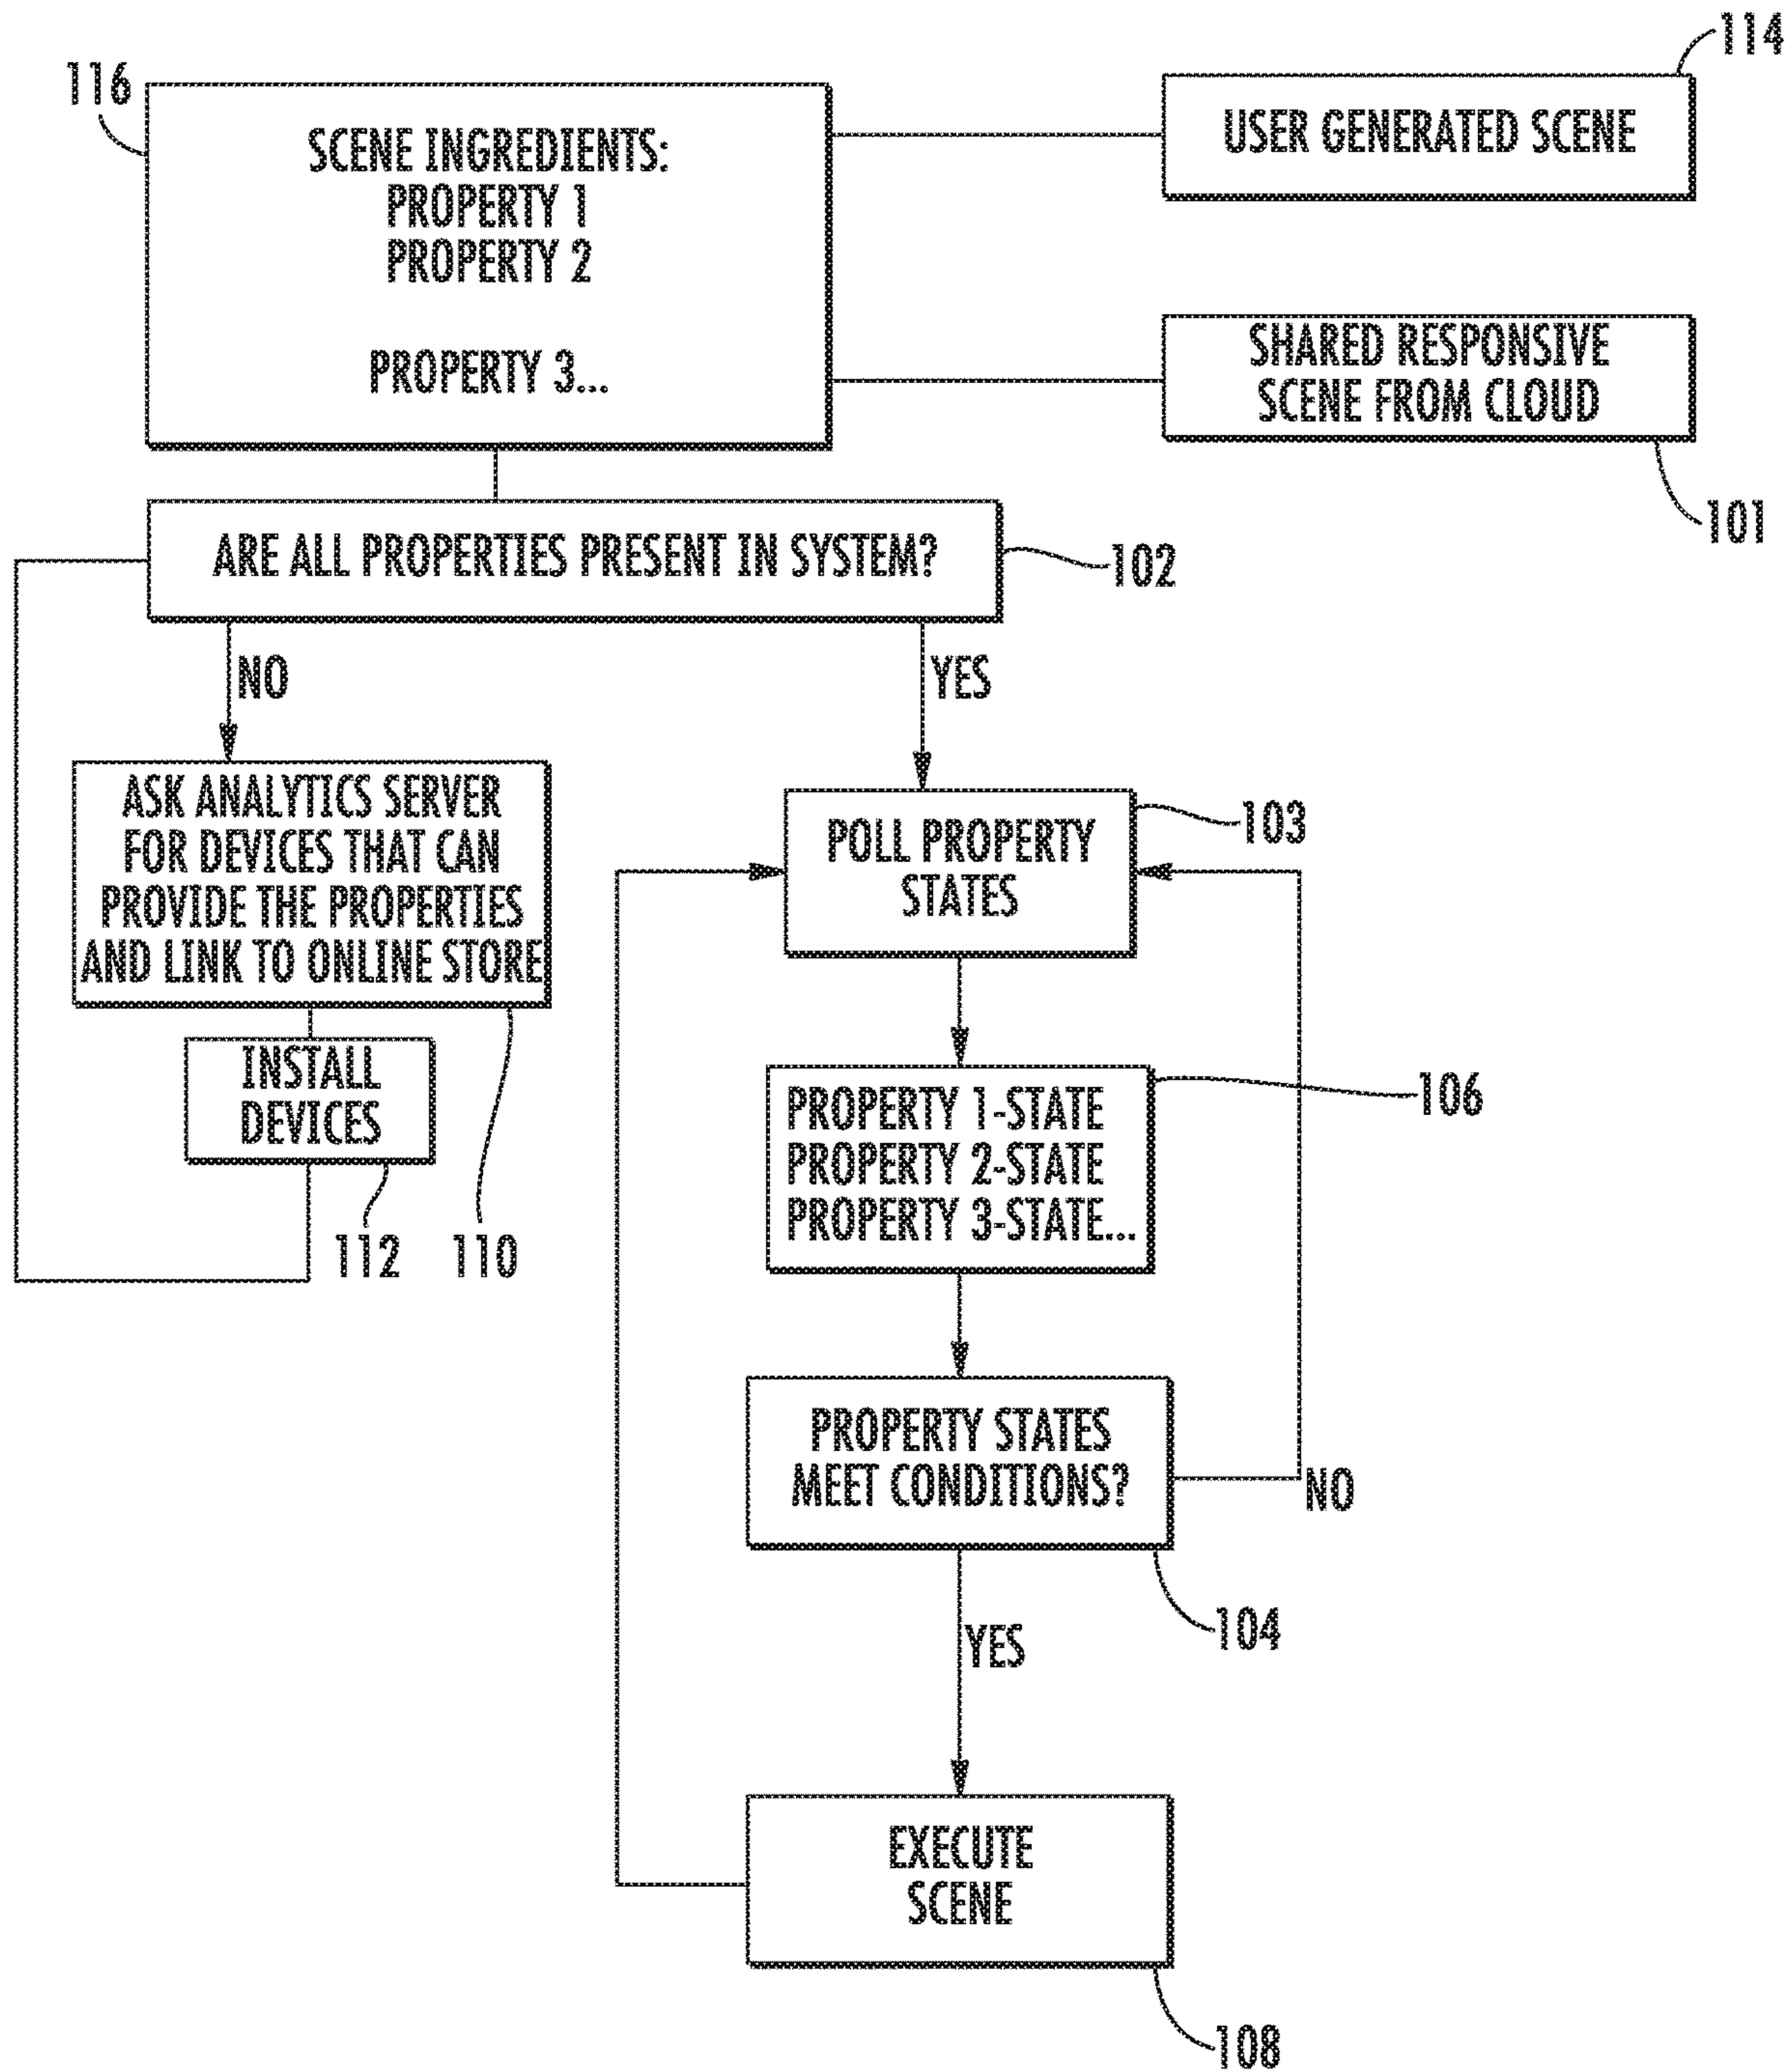 114
116
SCENE INGREDIENTS:
PROPERTY 1
PROPERTY 2
PROPERTY 3...
USER GENERATED SCENE
SHARED RESPONSIVE
SCENE FROM CLOUD
101
ARE ALL PROPERTIES PRESENT IN SYSTEM?
102
NO
YES
ASK ANALYTICS SERVER
FOR DEVICES THAT CAN
PROVIDE THE PROPERTIES
AND LINK TO ONLINE STORE
INSTALL
DEVICES
112
110
POLL PROPERTY
STATES
103
PROPERTY 1-STATE
PROPERTY 2-STATE
PROPERTY 3-STATE...
106
PROPERTY STATES
MEET CONDITIONS?
NO
104
YES
EXECUTE
SCENE
108